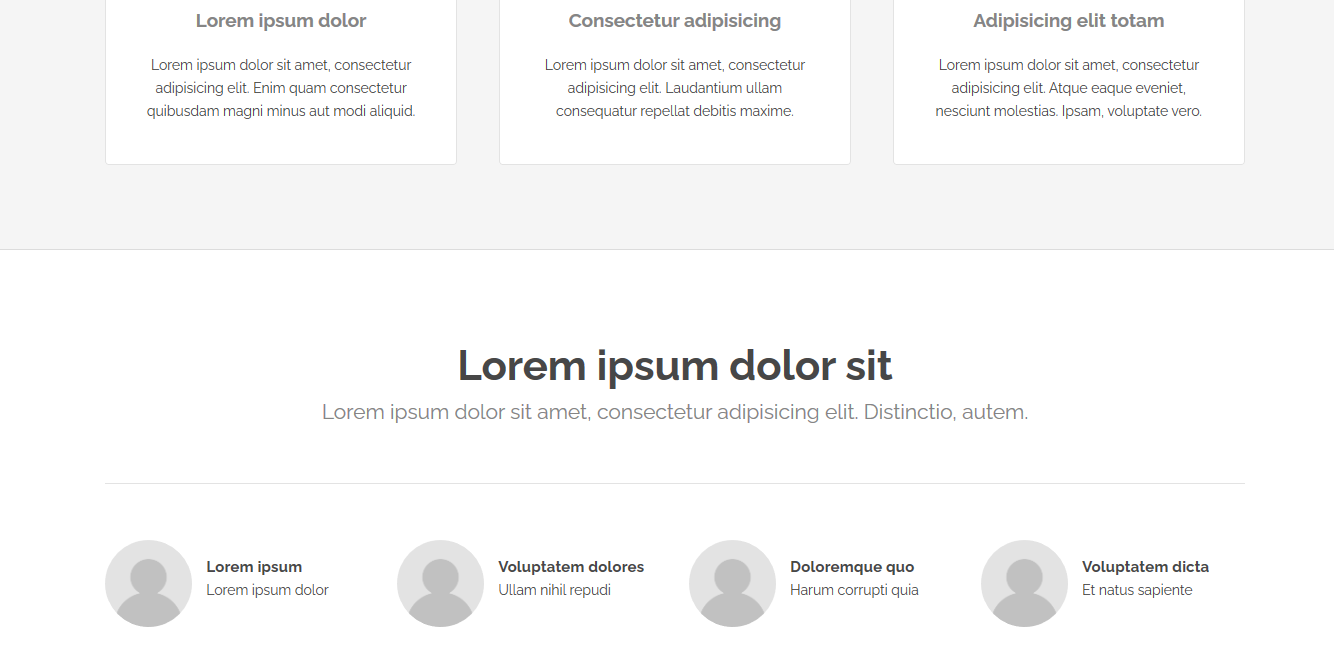 Lorem ipsum dolor
Lorem ipsum dolor sit amet, consectetur
adipisicing elit. Enim quam consectetur
quibusdam magni minus aut modi aliquid.
Consectetur adipisicing
Lorem ipsum dolor sit amet, consectetur
adipisicing elit. Laudantium ullam
consequatur repellat debitis maxime.
Adipisicing elit totam
Lorem ipsum dolor sit amet, consectetur
adipisicing elit. Atque eaque eveniet,
nesciunt molestias. Ipsam, voluptate vero.
Lorem ipsum dolor sit
Lorem ipsum dolor sit amet, consectetur adipisicing elit. Distinctio, autem.
Lorem ipsum
Lorem ipsum dolor
Voluptatem dolores
Ullam nihil repudi
Doloremque quo
Harum corrupti quia
Voluptatem dicta
Et natus sapiente